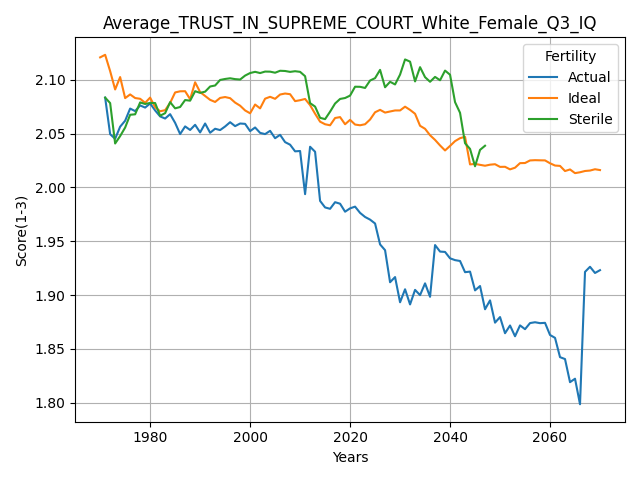 Average_TRUST_IN_SUPREME_COURT_White_Female_Q3_IQ
Fertility
Actual
Ideal
Sterile
Score(1-3)
2.10
2.05
2.00
1.95
1.90
1.85
1.80
1980 2000 2020 2040 2060
Years